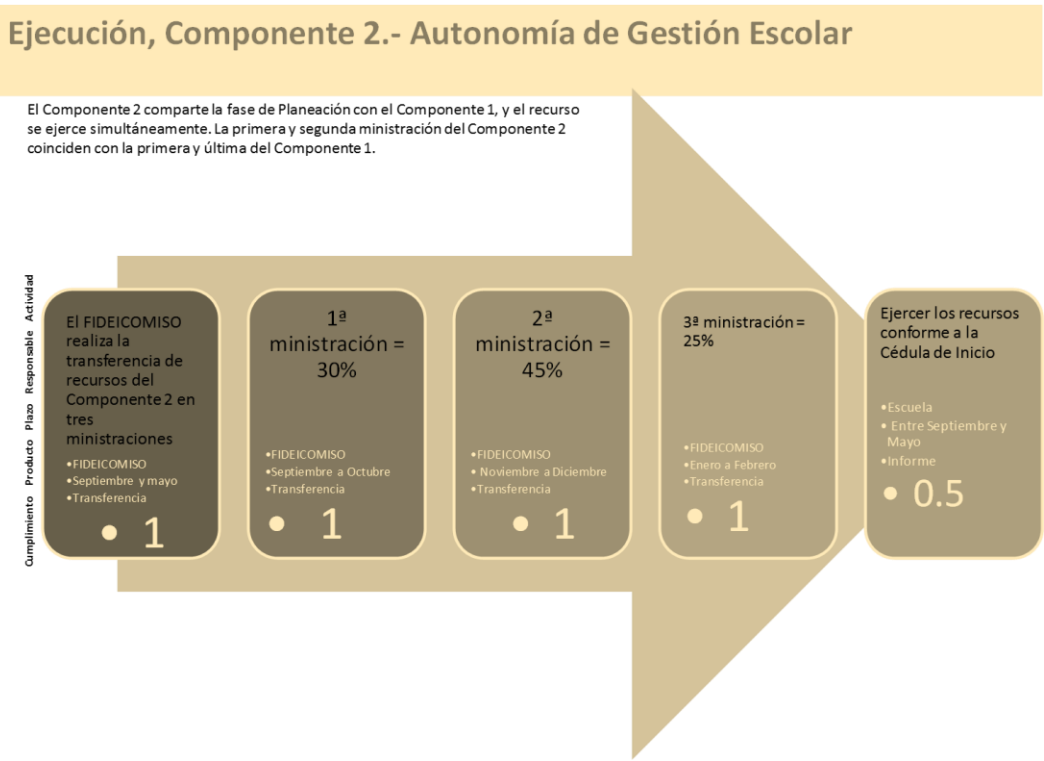 Ejecución, Componente 2.- Autonomía de Gestión Escolar
El Componente 2 comparte la fase de Planeación con el Componente 1, y el recurso
se ejerce simultáneamente. La primera y segunda ministración del Componente 2
coinciden con la primera y última del Componente 1.
Cumplimiento Producto Plazo Responsable Actividad
El FIDEICOMISO
realiza la
transferencia de
recursos del
Componente 2 en
tres
ministraciones
•FIDEICOMISO
•Septiembre y mayo
•Transferencia
• 1
1ª
ministración =
30%
•FIDEICOMISO
•Septiembre a Octubre
•Transferencia
• 1
2ª
ministración =
45%
•FIDEICOMISO
• Noviembre a Diciembre
•Transferencia
• 1
3ª ministración =
25%
•FIDEICOMISO
•Enero a Febrero
•Transferencia
• 1
Ejercer los recursos
conforme a la
Cédula de Inicio
•Escuela
• Entre Septiembre y
Mayo
•Informe
• 0.5